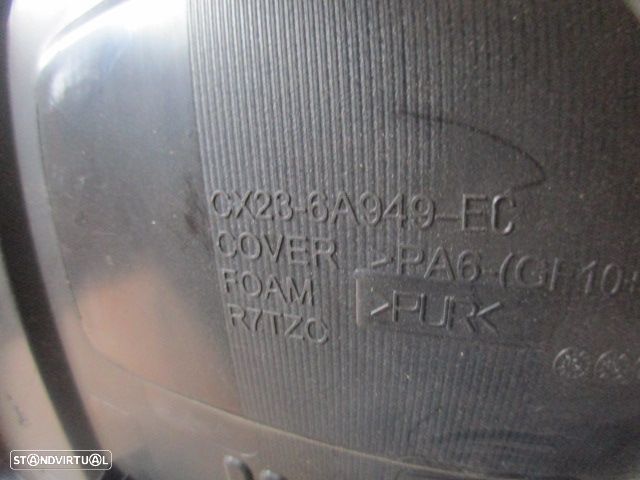 CX23-6A949-EC
COVER >PA6-(GF10
FOAM >PUR<
R7TZC
STANDVIRTUAL